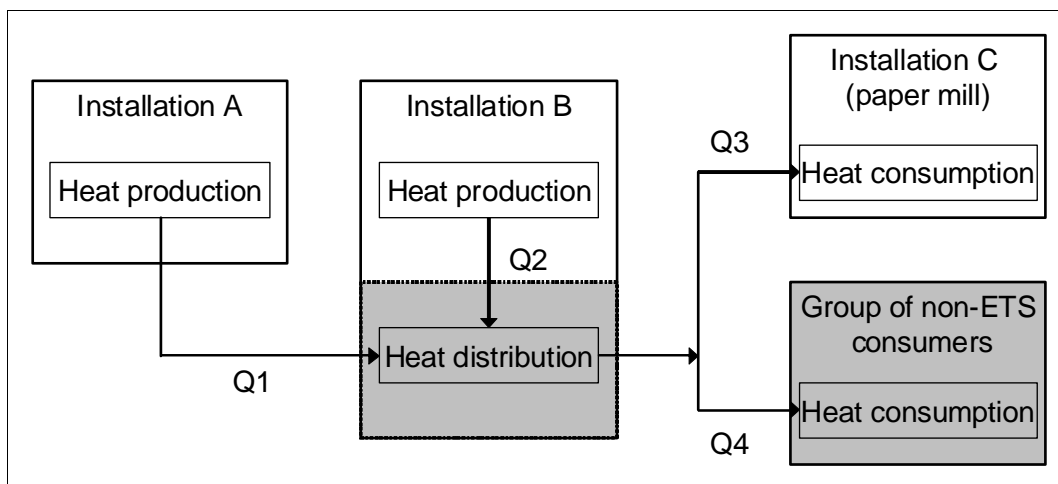 Installation A
Heat production
Q1
Installation B
Heat production
Q2
Heat distribution
Q3
Installation C
(paper mill)
Heat consumption
Group of non-ETS
consumers
Heat consumption
Q4